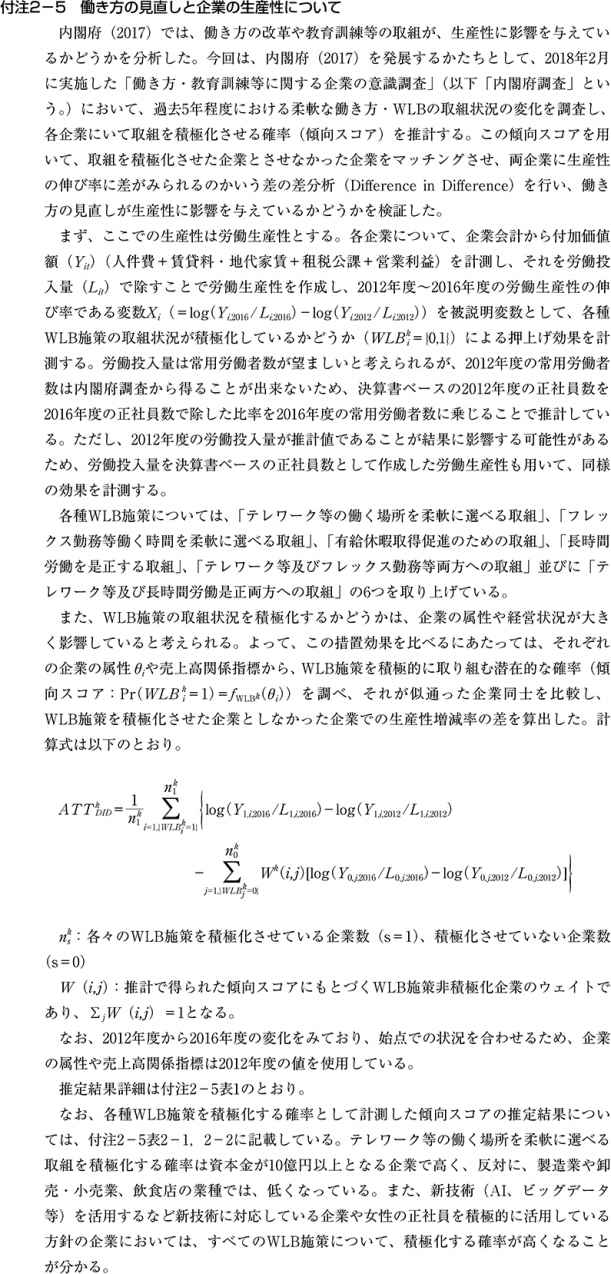 付注2－5　働き方の見直しと企業の生産性について
内閣府（2017）では、働き方の改革や教育訓練等の取組が、生産性に影響を与えてい
るかどうかを分析した。今回は、内閣府（2017）を発展するかたちとして、2018年2月
に実施した「働き方・教育訓練等に関する企業の意識調査」（以下「内閣府調査」とい
う。）において、過去5年程度における柔軟な働き方・WLBの取組状況の変化を調査し、
各企業にいて取組を積極化させる確率（傾向スコア）を推計する。この傾向スコアを用
いて、取組を積極化させた企業とさせなかった企業をマッチングさせ、両企業に生産性
の伸び率に差がみられるのかいう差の差分析（Difference in Difference）を行い、働き
方の見直しが生産性に影響を与えているかどうかを検証した。
まず、ここでの生産性は労働生産性とする。各企業について、企業会計から付加価値
額（Y_{it}）（人件費＋賃貸料・地代家賃＋租税公課＋営業利益）を計測し、それを労働投
入量（L_{it}）で除すことで労働生産性を作成し、2012年度～2016年度の労働生産性の伸
び率である変数X_i（＝log(Y_{i,2016}/L_{i,2016})－log(Y_{i,2012}/L_{i,2012})）を被説明変数として、各種
WLB施策の取組状況が積極化しているかどうか（WLB_i^k＝{0,1}）による押上げ効果を計
測する。労働投入量は常用労働者数が望ましいと考えられるが、2012年度の常用労働者
数は内閣府調査から得ることが出来ないため、決算書ベースの2012年度の正社員数を
2016年度の正社員数で除した比率を2016年度の常用労働者数に乗じることで推計してい
る。ただし、2012年度の労働投入量が推計値であることが結果に影響する可能性がある
ため、労働投入量を決算書ベースの正社員数として作成した労働生産性も用いて、同様
の効果を計測する。
各種WLB施策については、「テレワーク等の働く場所を柔軟に選べる取組」、「フレッ
クス勤務等働く時間を柔軟に選べる取組」、「有給休暇取得促進のための取組」、「長時間
労働を是正する取組」、「テレワーク等及びフレックス勤務等両方への取組」並びに「テ
レワーク等及び長時間労働是正両方への取組」の6つを取り上げている。
また、WLB施策の取組状況を積極化するかどうかは、企業の属性や経営状況が大き
く影響していると考えられる。よって、この措置効果を比べるにあたっては、それぞれ
の企業の属性θ_iや売上高関係指標から、WLB施策を積極的に取り組む潜在的な確率（傾
向スコア：Pr(WLB_i^k＝1)＝f_{WLB^k}(θ_i)）を調べ、それが似通った企業同士を比較し、
WLB施策を積極化させた企業としなかった企業での生産性増減率の差を算出した。計
算式は以下のとおり。
ATT_{DID}^k＝\frac{1}{n_1^k}\sum_{i=1,\{WLB_i^k=1\}}^{n_1^k}{log(Y_{1,i,2016}/L_{1,i,2016})－log(Y_{1,i,2012}/L_{1,i,2012})
－\sum_{j=1,\{WLB_j^k=0\}}^{n_0^k}W^k(i,j)[log(Y_{0,j,2016}/L_{0,j,2016})－log(Y_{0,j,2012}/L_{0,j,2012})]}
n_s^k：各々のWLB施策を積極化させている企業数（s＝1）、積極化させていない企業数
（s＝0）
W（i,j）：推計で得られた傾向スコアにもとづくWLB施策非積極化企業のウェイトで
あり、Σ_jW（i,j）＝1となる。
なお、2012年度から2016年度の変化をみており、始点での状況を合わせるため、企業
の属性や売上高関係指標は2012年度の値を使用している。
推定結果詳細は付注2－5表1のとおり。
なお、各種WLB施策を積極化する確率として計測した傾向スコアの推定結果につい
ては、付注2－5表2－1，2－2に記載している。テレワーク等の働く場所を柔軟に選べる
取組を積極化する確率は資本金が10億円以上となる企業で高く、反対に、製造業や卸
売・小売業、飲食店の業種では、低くなっている。また、新技術（AI、ビッグデータ
等）を活用するなど新技術に対応している企業や女性の正社員を積極的に活用している
方針の企業においては、すべてのWLB施策について、積極化する確率が高くなること
が分かる。